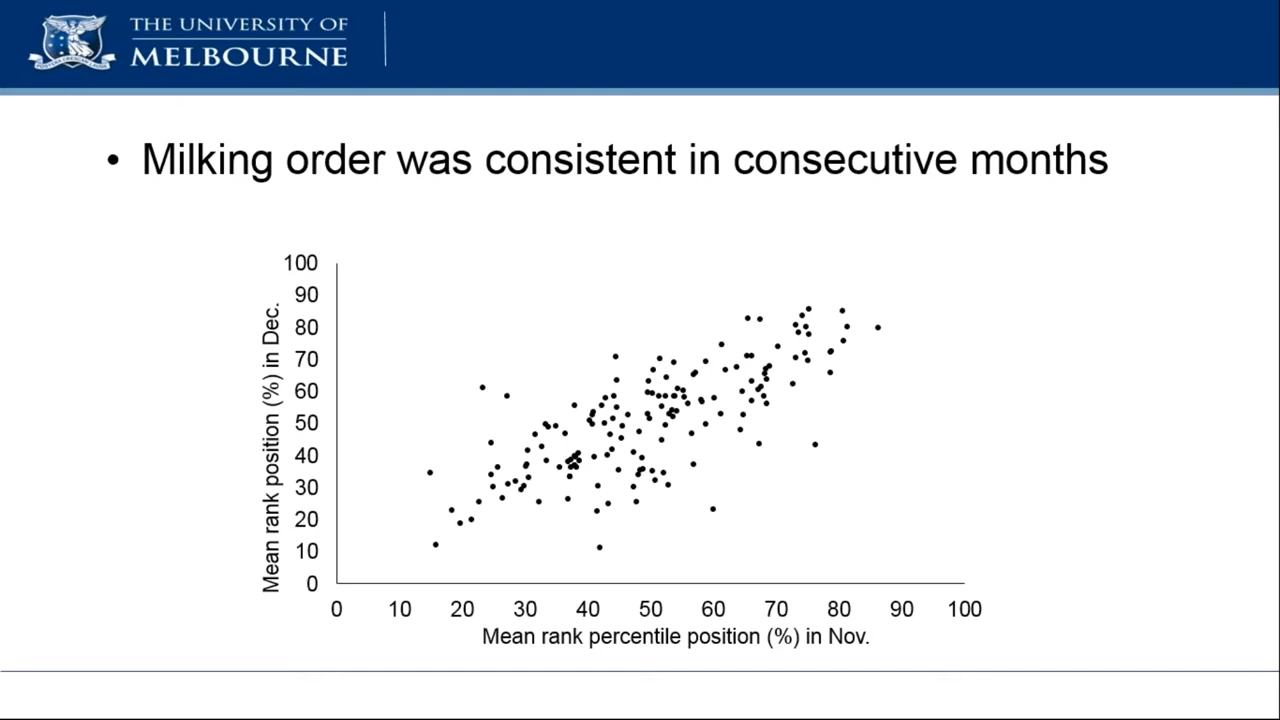 THE UNIVERSITY OF
MELBOURNE
• Milking order was consistent in consecutive months
Mean rank position (%) in Dec.
100
90
80
70
60
50
40
30
20
10
0
0 10 20 30 40 50 60 70 80 90 100
Mean rank percentile position (%) in Nov.